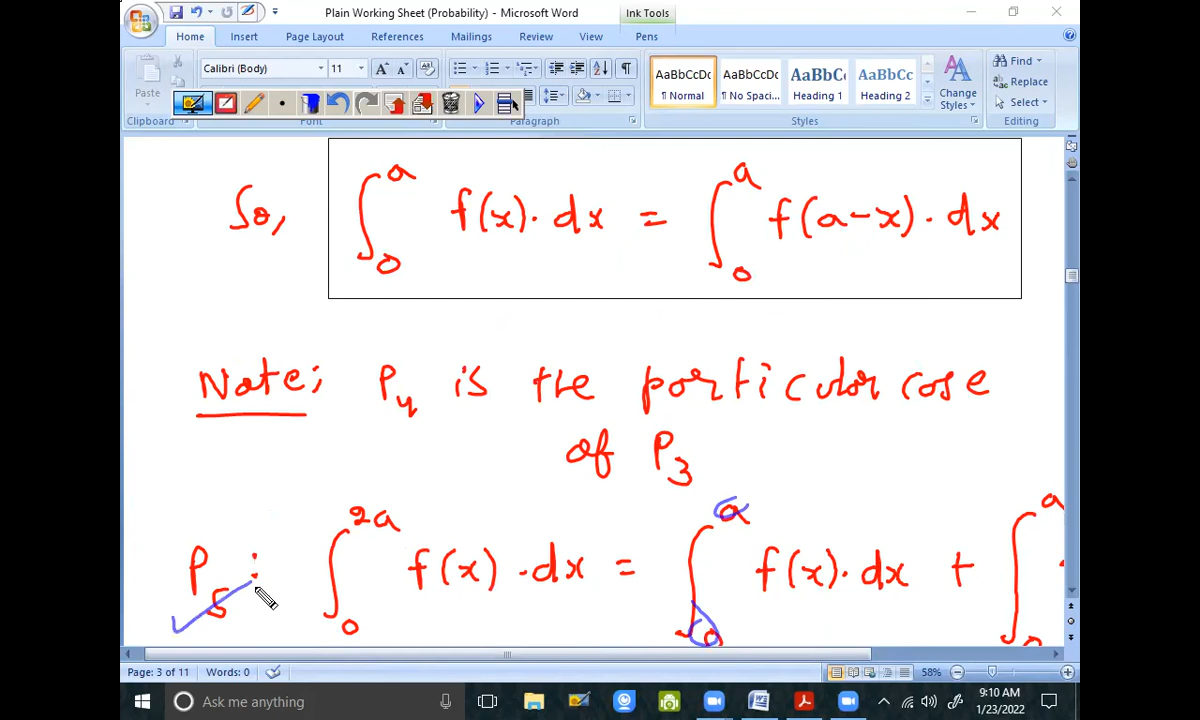 Plain Working Sheet (Probability) - Microsoft Word
Ink Tools
Home Insert Page Layout References Mailings Review View Pens
Paste
Calibri (Body) 11
AaBbCcDc AaBbCcDc AaBbC AaBbCc
¶ Normal ¶ No Spaci... Heading 1 Heading 2
Change Styles
Find
Replace
Select
Clipboard Font Paragraph Styles Editing
So, ∫₀ᵃ f(x)· dx = ∫₀ᵃ f(a-x)· dx
Note: P₄ is the particular case
of P₃
P₅ : ∫₀²ᵃ f(x) · dx = ∫₀ᵃ f(x)· dx + ∫₀ᵃ
Page: 3 of 11 Words: 0 58%
Ask me anything
9:10 AM
1/23/2022